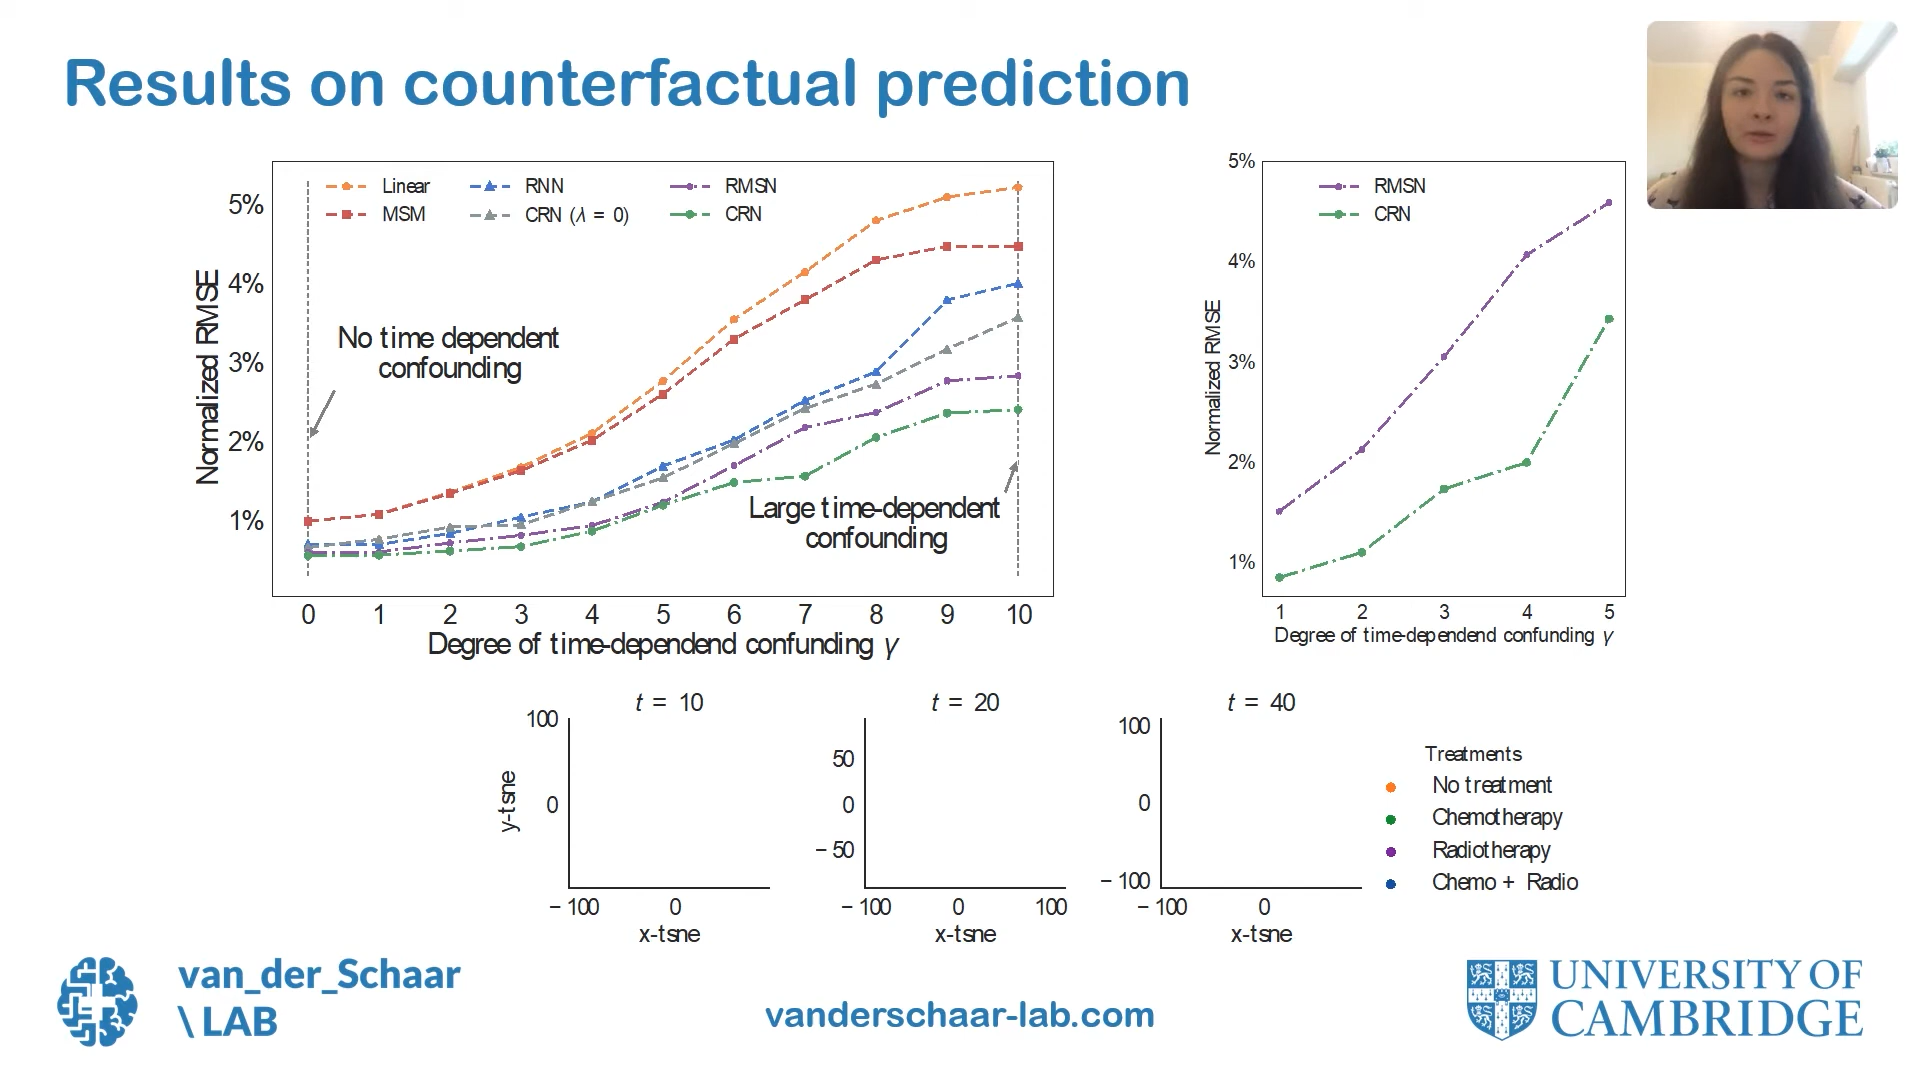 Results on counterfactual prediction
Linear
MSM
RNN
CRN (λ = 0)
RMSN
CRN
5%
4%
3%
2%
1%
Normalized RMSE
No time dependent
confounding
Large time-dependent
confounding
0 1 2 3 4 5 6 7 8 9 10
Degree of time-dependend confunding γ
RMSN
CRN
5%
4%
3%
2%
1%
Normalized RMSE
1 2 3 4 5
Degree of time-dependend confunding γ
t = 10
100
0
y-tsne
−100 0
x-tsne
t = 20
50
0
−50
−100 0 100
x-tsne
t = 40
100
0
−100
−100 0
x-tsne
Treatments
No treatment
Chemotherapy
Radiotherapy
Chemo + Radio
van_der_Schaar
\ LAB
vanderschaar-lab.com
UNIVERSITY OF
CAMBRIDGE